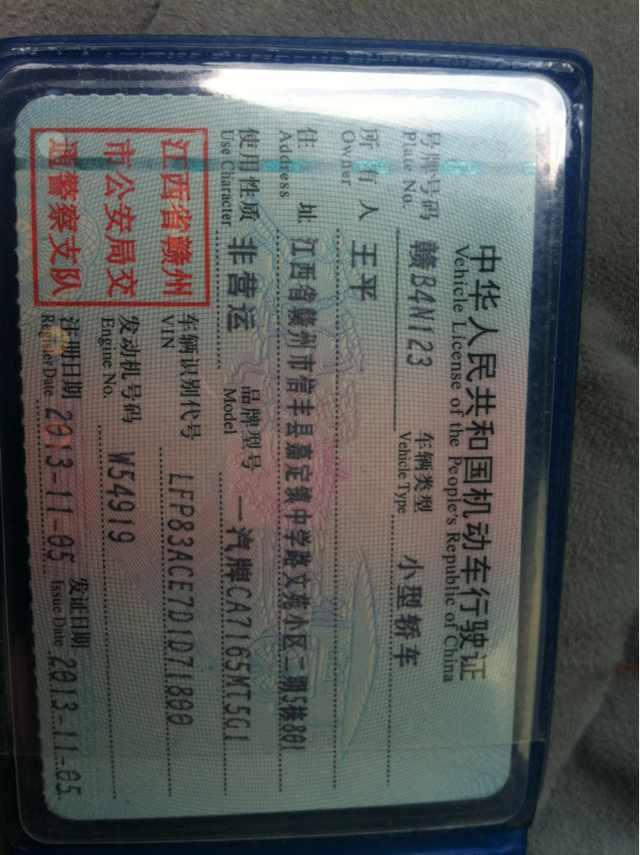 中华人民共和国机动车行驶证
Vehicle License of the People's Republic of China
号牌号码 赣B4N123 车辆类型 小型轿车
Plate No. Vehicle Type
所有人 王平
Owner
住址 江西省赣州市信丰县嘉定镇中学路文苑小区二期5栋801
Address
使用性质 非营运 品牌型号 一汽牌CA7165MT5G1
Use Character Model
江西省赣州
市公安局交
通警察支队
车辆识别代号 LFP83ACE7D1D71800
VIN
发动机号码 W54919
Engine No.
注册日期 2013-11-05 发证日期 2013-11-05
Register Date Issue Date